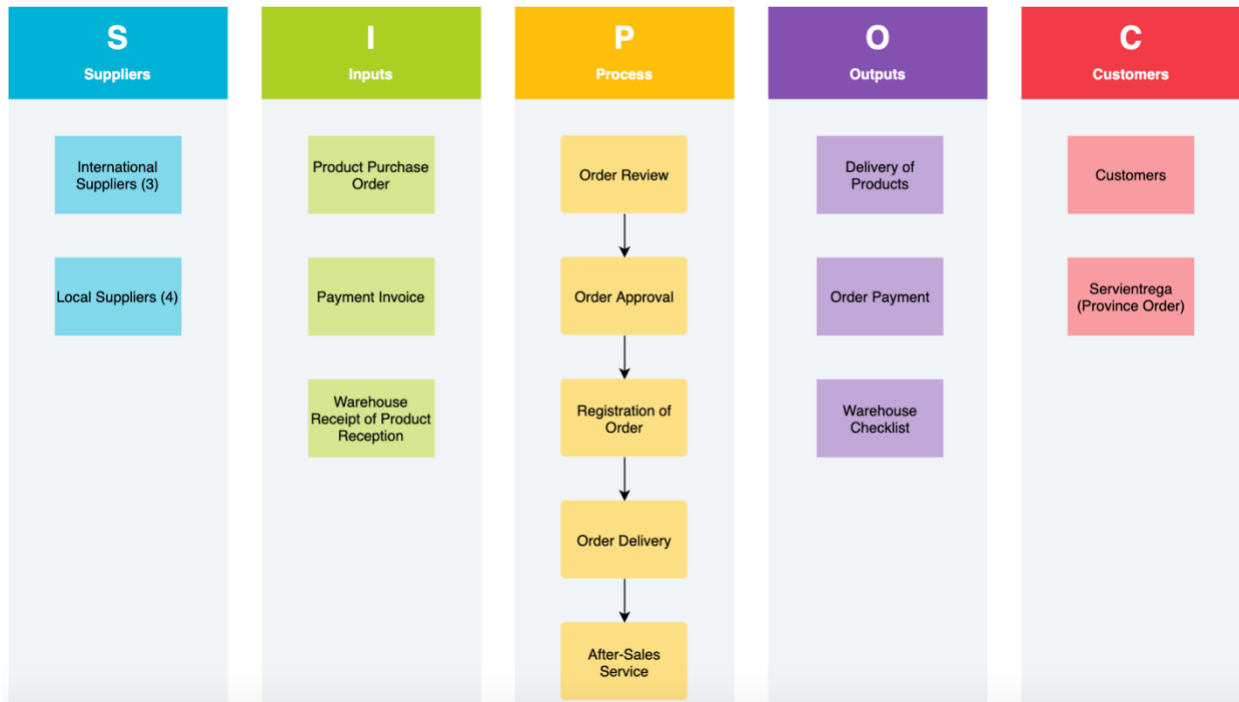 S
Suppliers
International
Suppliers (3)
Local Suppliers (4)
I
Inputs
Product Purchase
Order
Payment Invoice
Warehouse
Receipt of Product
Reception
P
Process
Order Review
Order Approval
Registration of
Order
Order Delivery
After-Sales
Service
O
Outputs
Delivery of
Products
Order Payment
Warehouse
Checklist
C
Customers
Customers
Servientrega
(Province Order)